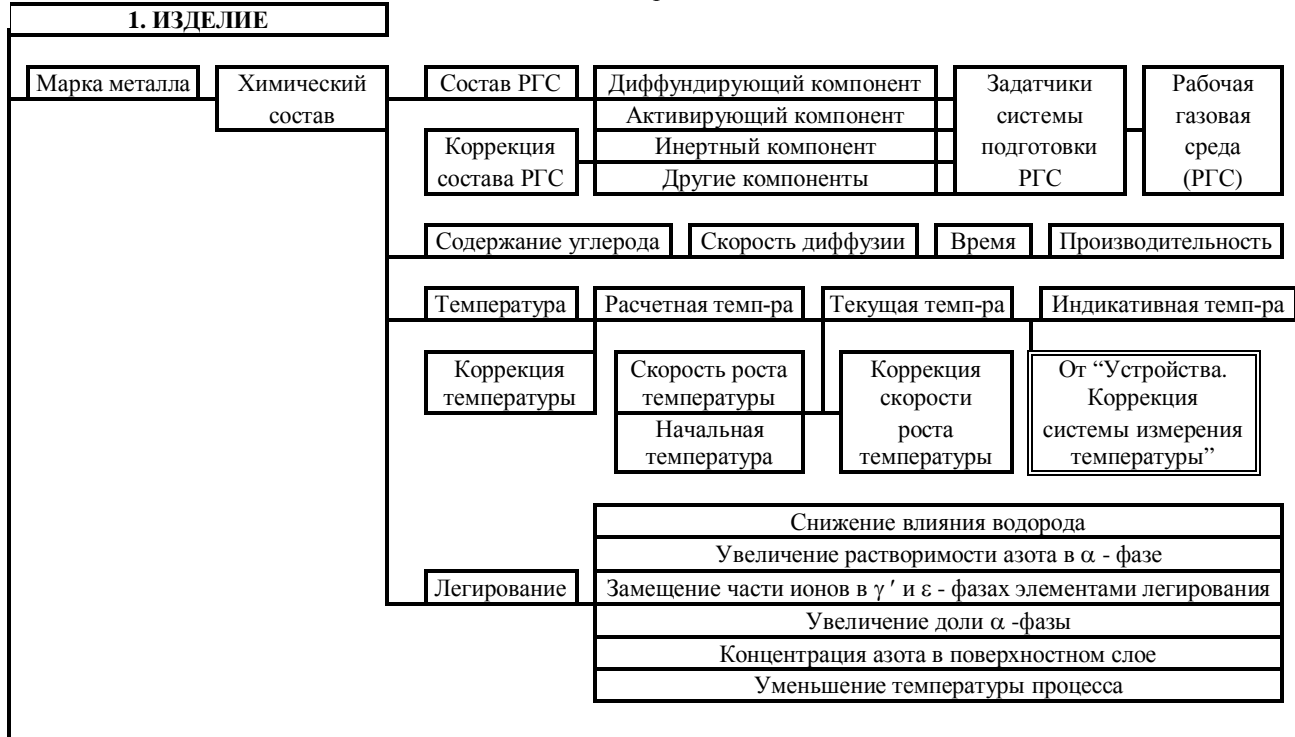 1. ИЗДЕЛИЕ
Марка металла
Химический
состав
Состав РГС
Диффундирующий компонент
Активирующий компонент
Коррекция
состава РГС
Инертный компонент
Другие компоненты
Задатчики
системы
подготовки
РГС
Рабочая
газовая
среда
(РГС)
Содержание углерода
Скорость диффузии
Время
Производительность
Температура
Расчетная темп-ра
Текущая темп-ра
Индикативная темп-ра
Коррекция
температуры
Скорость роста
температуры
Начальная
температура
Коррекция
скорости
роста
температуры
От “Устройства.
Коррекция
системы измерения
температуры”
Легирование
Снижение влияния водорода
Увеличение растворимости азота в α - фазе
Замещение части ионов в γ ′ и ε - фазах элементами легирования
Увеличение доли α -фазы
Концентрация азота в поверхностном слое
Уменьшение температуры процесса